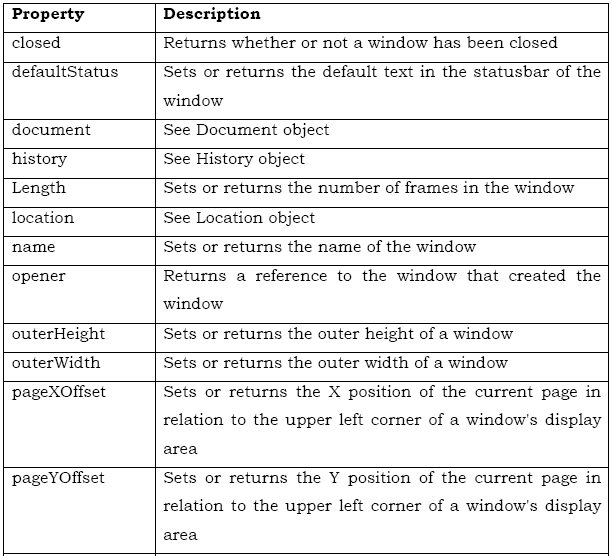 Property Description
closed Returns whether or not a window has been closed
defaultStatus Sets or returns the default text in the statusbar of the
window
document See Document object
history See History object
Length Sets or returns the number of frames in the window
location See Location object
name Sets or returns the name of the window
opener Returns a reference to the window that created the
window
outerHeight Sets or returns the outer height of a window
outerWidth Sets or returns the outer width of a window
pageXOffset Sets or returns the X position of the current page in
relation to the upper left corner of a window's display
area
pageYOffset Sets or returns the Y position of the current page in
relation to the upper left corner of a window's display
area